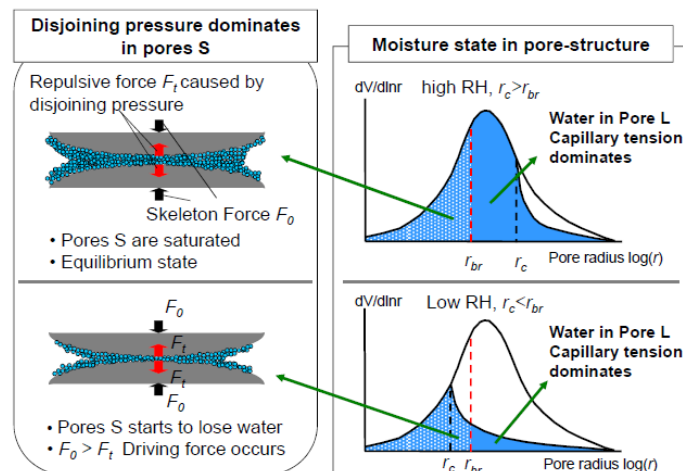 Disjoining pressure dominates
in pores S
Repulsive force Ft caused by
disjoining pressure
Skeleton Force F0
• Pores S are saturated
• Equilibrium state
F0
Ft
Ft
F0
• Pores S starts to lose water
• F0 > Ft Driving force occurs
Moisture state in pore-structure
dV/dlnr
high RH, rc>rbr
Water in Pore L
Capillary tension
dominates
rbr
rc
Pore radius log(r)
dV/dlnr
Low RH, rc<rbr
Water in Pore L
Capillary tension
dominates
rc
rbr
Pore radius log(r)